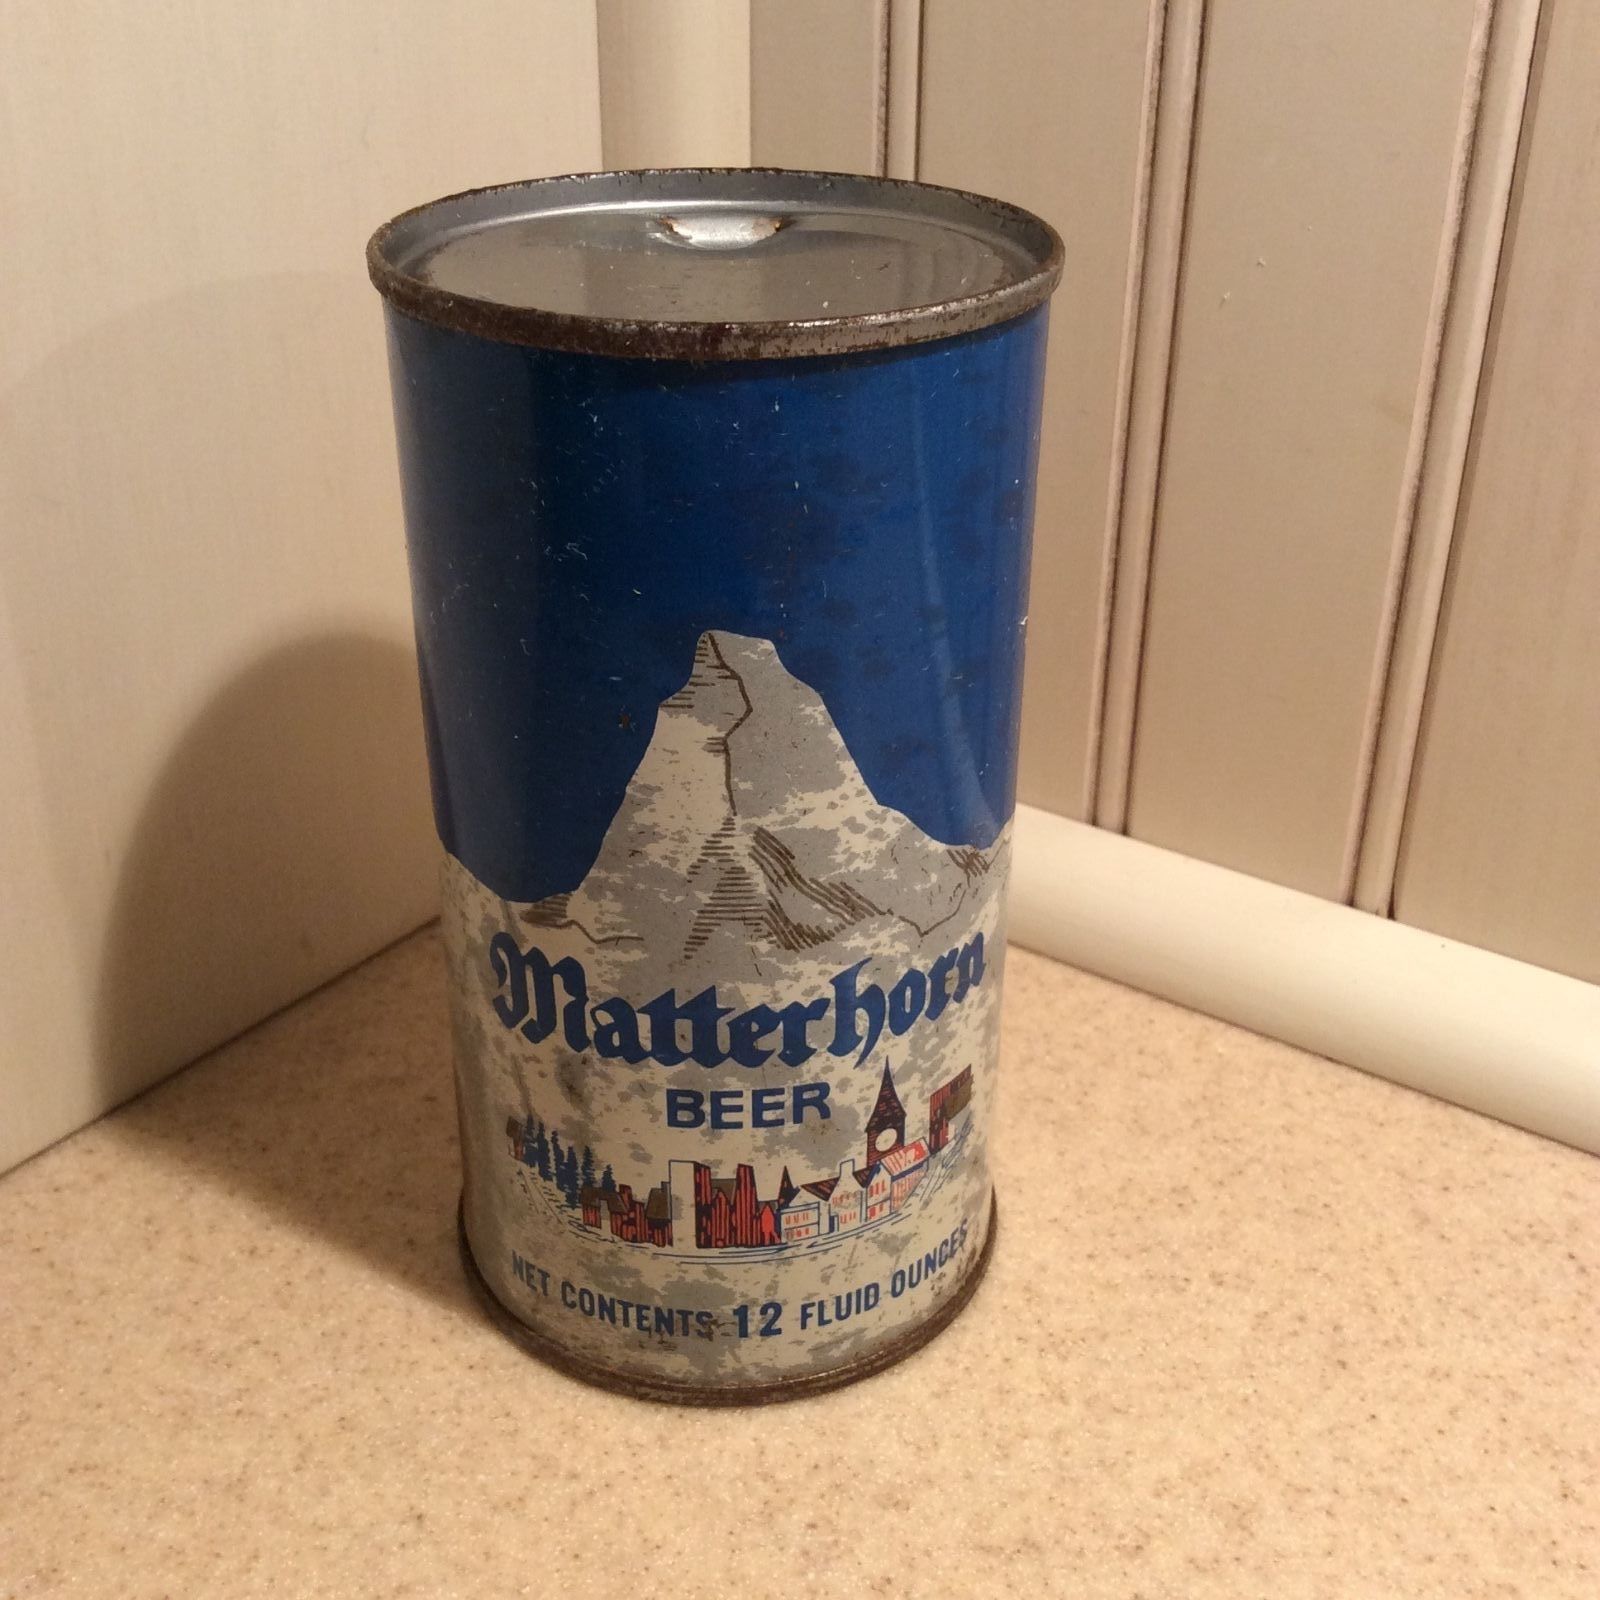 Matterhorn
BEER
NET CONTENTS 12 FLUID OUNCES